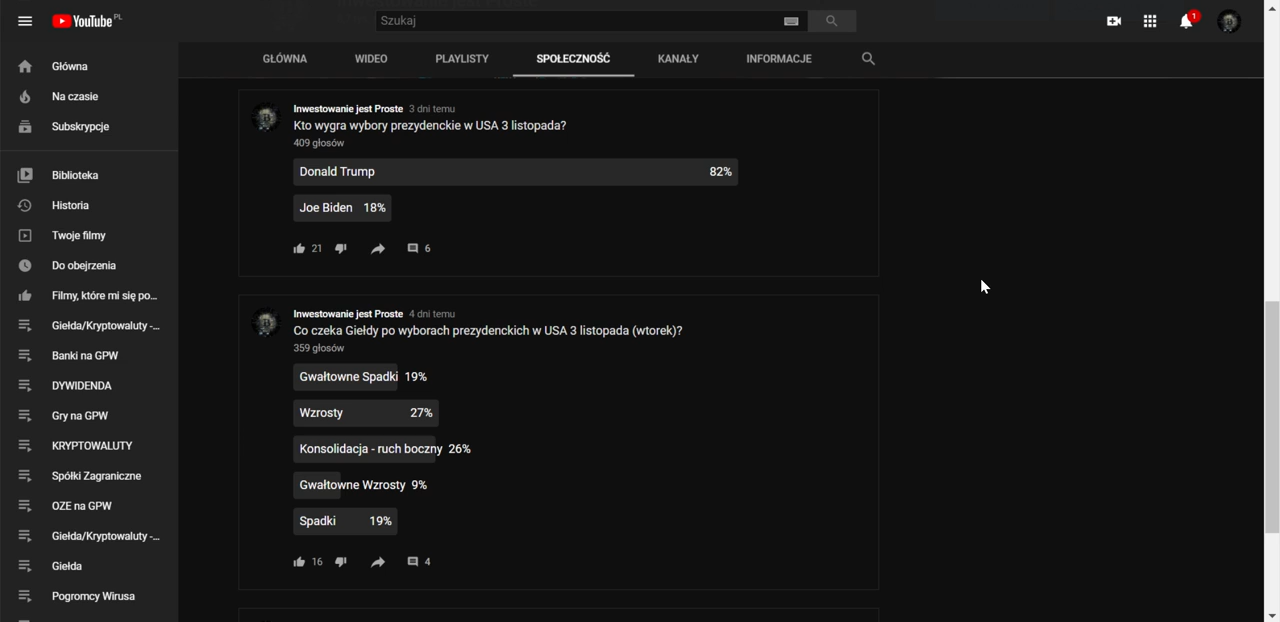 YouTube PL
Szukaj
1
Główna
Na czasie
Subskrypcje
Biblioteka
Historia
Twoje filmy
Do obejrzenia
Filmy, które mi się po...
Giełda/Kryptowaluty -...
Banki na GPW
DYWIDENDA
Gry na GPW
KRYPTOWALUTY
Spółki Zagraniczne
OZE na GPW
Giełda/Kryptowaluty -...
Giełda
Pogromcy Wirusa
GŁÓWNA WIDEO PLAYLISTY SPOŁECZNOŚĆ KANAŁY INFORMACJE
Inwestowanie jest Proste 3 dni temu
Kto wygra wybory prezydenckie w USA 3 listopada?
409 głosów
Donald Trump 82%
Joe Biden 18%
21 6
Inwestowanie jest Proste 4 dni temu
Co czeka Giełdy po wyborach prezydenckich w USA 3 listopada (wtorek)?
359 głosów
Gwałtowne Spadki 19%
Wzrosty 27%
Konsolidacja - ruch boczny 26%
Gwałtowne Wzrosty 9%
Spadki 19%
16 4